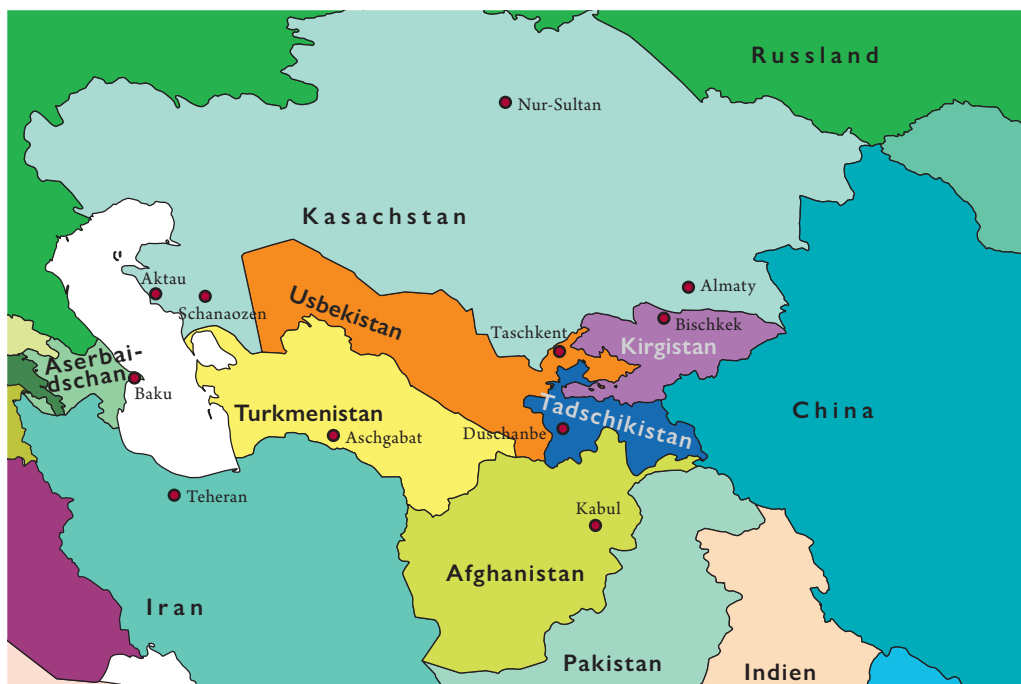 Russland
Nur-Sultan
Kasachstan
Aktau
Schanaozen
Almaty
Usbekistan
Taschkent
Bischkek
Kirgistan
Aserbai-
dschan
Baku
Turkmenistan
Tadschikistan
China
Aschgabat
Duschanbe
Teheran
Kabul
Afghanistan
Iran
Pakistan
Indien